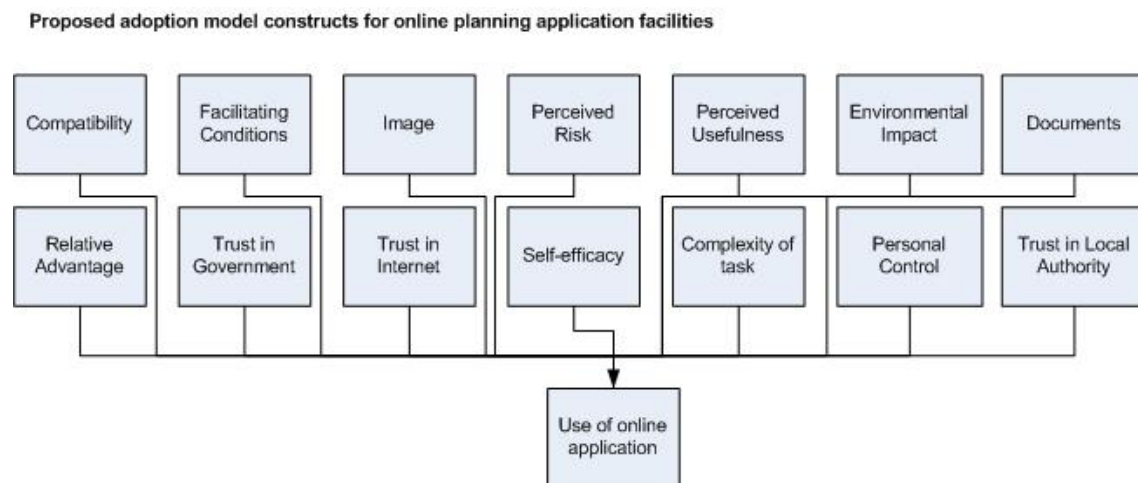 Proposed adoption model constructs for online planning application facilities
Compatibility
Facilitating
Conditions
Image
Perceived
Risk
Perceived
Usefulness
Environmental
Impact
Documents
Relative
Advantage
Trust in
Government
Trust in
Internet
Self-efficacy
Complexity of
task
Personal
Control
Trust in Local
Authority
Use of online
application